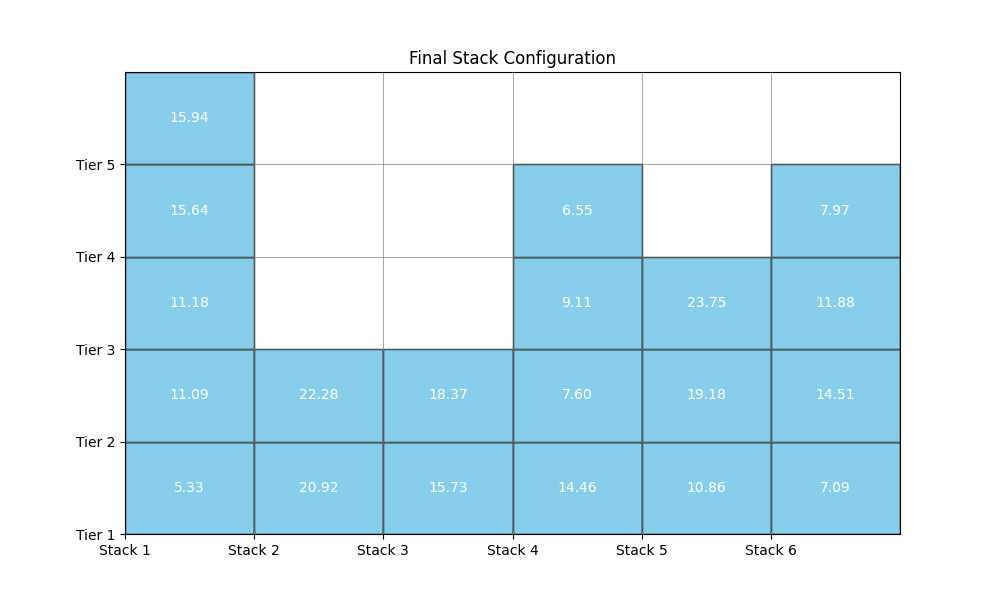 Final Stack Configuration
15.94
Tier 5
15.64 6.55 7.97
Tier 4
11.18 9.11 23.75 11.88
Tier 3
11.09 22.28 18.37 7.60 19.18 14.51
Tier 2
5.33 20.92 15.73 14.46 10.86 7.09
Tier 1
Stack 1 Stack 2 Stack 3 Stack 4 Stack 5 Stack 6